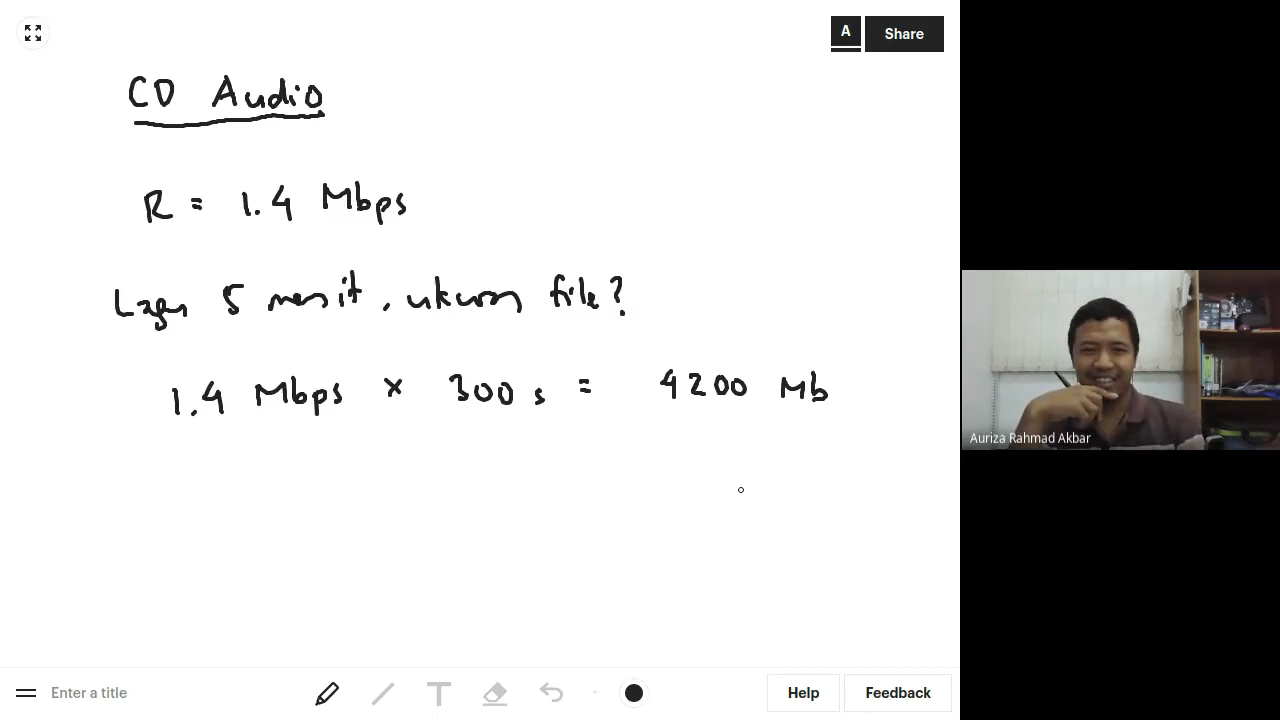 A
Share
CD Audio
R = 1.4 Mbps
Lagu 5 menit, ukuran file?
1.4 Mbps × 300 s = 4200 Mb
Auriza Rahmad Akbar
Enter a title
T
Help
Feedback